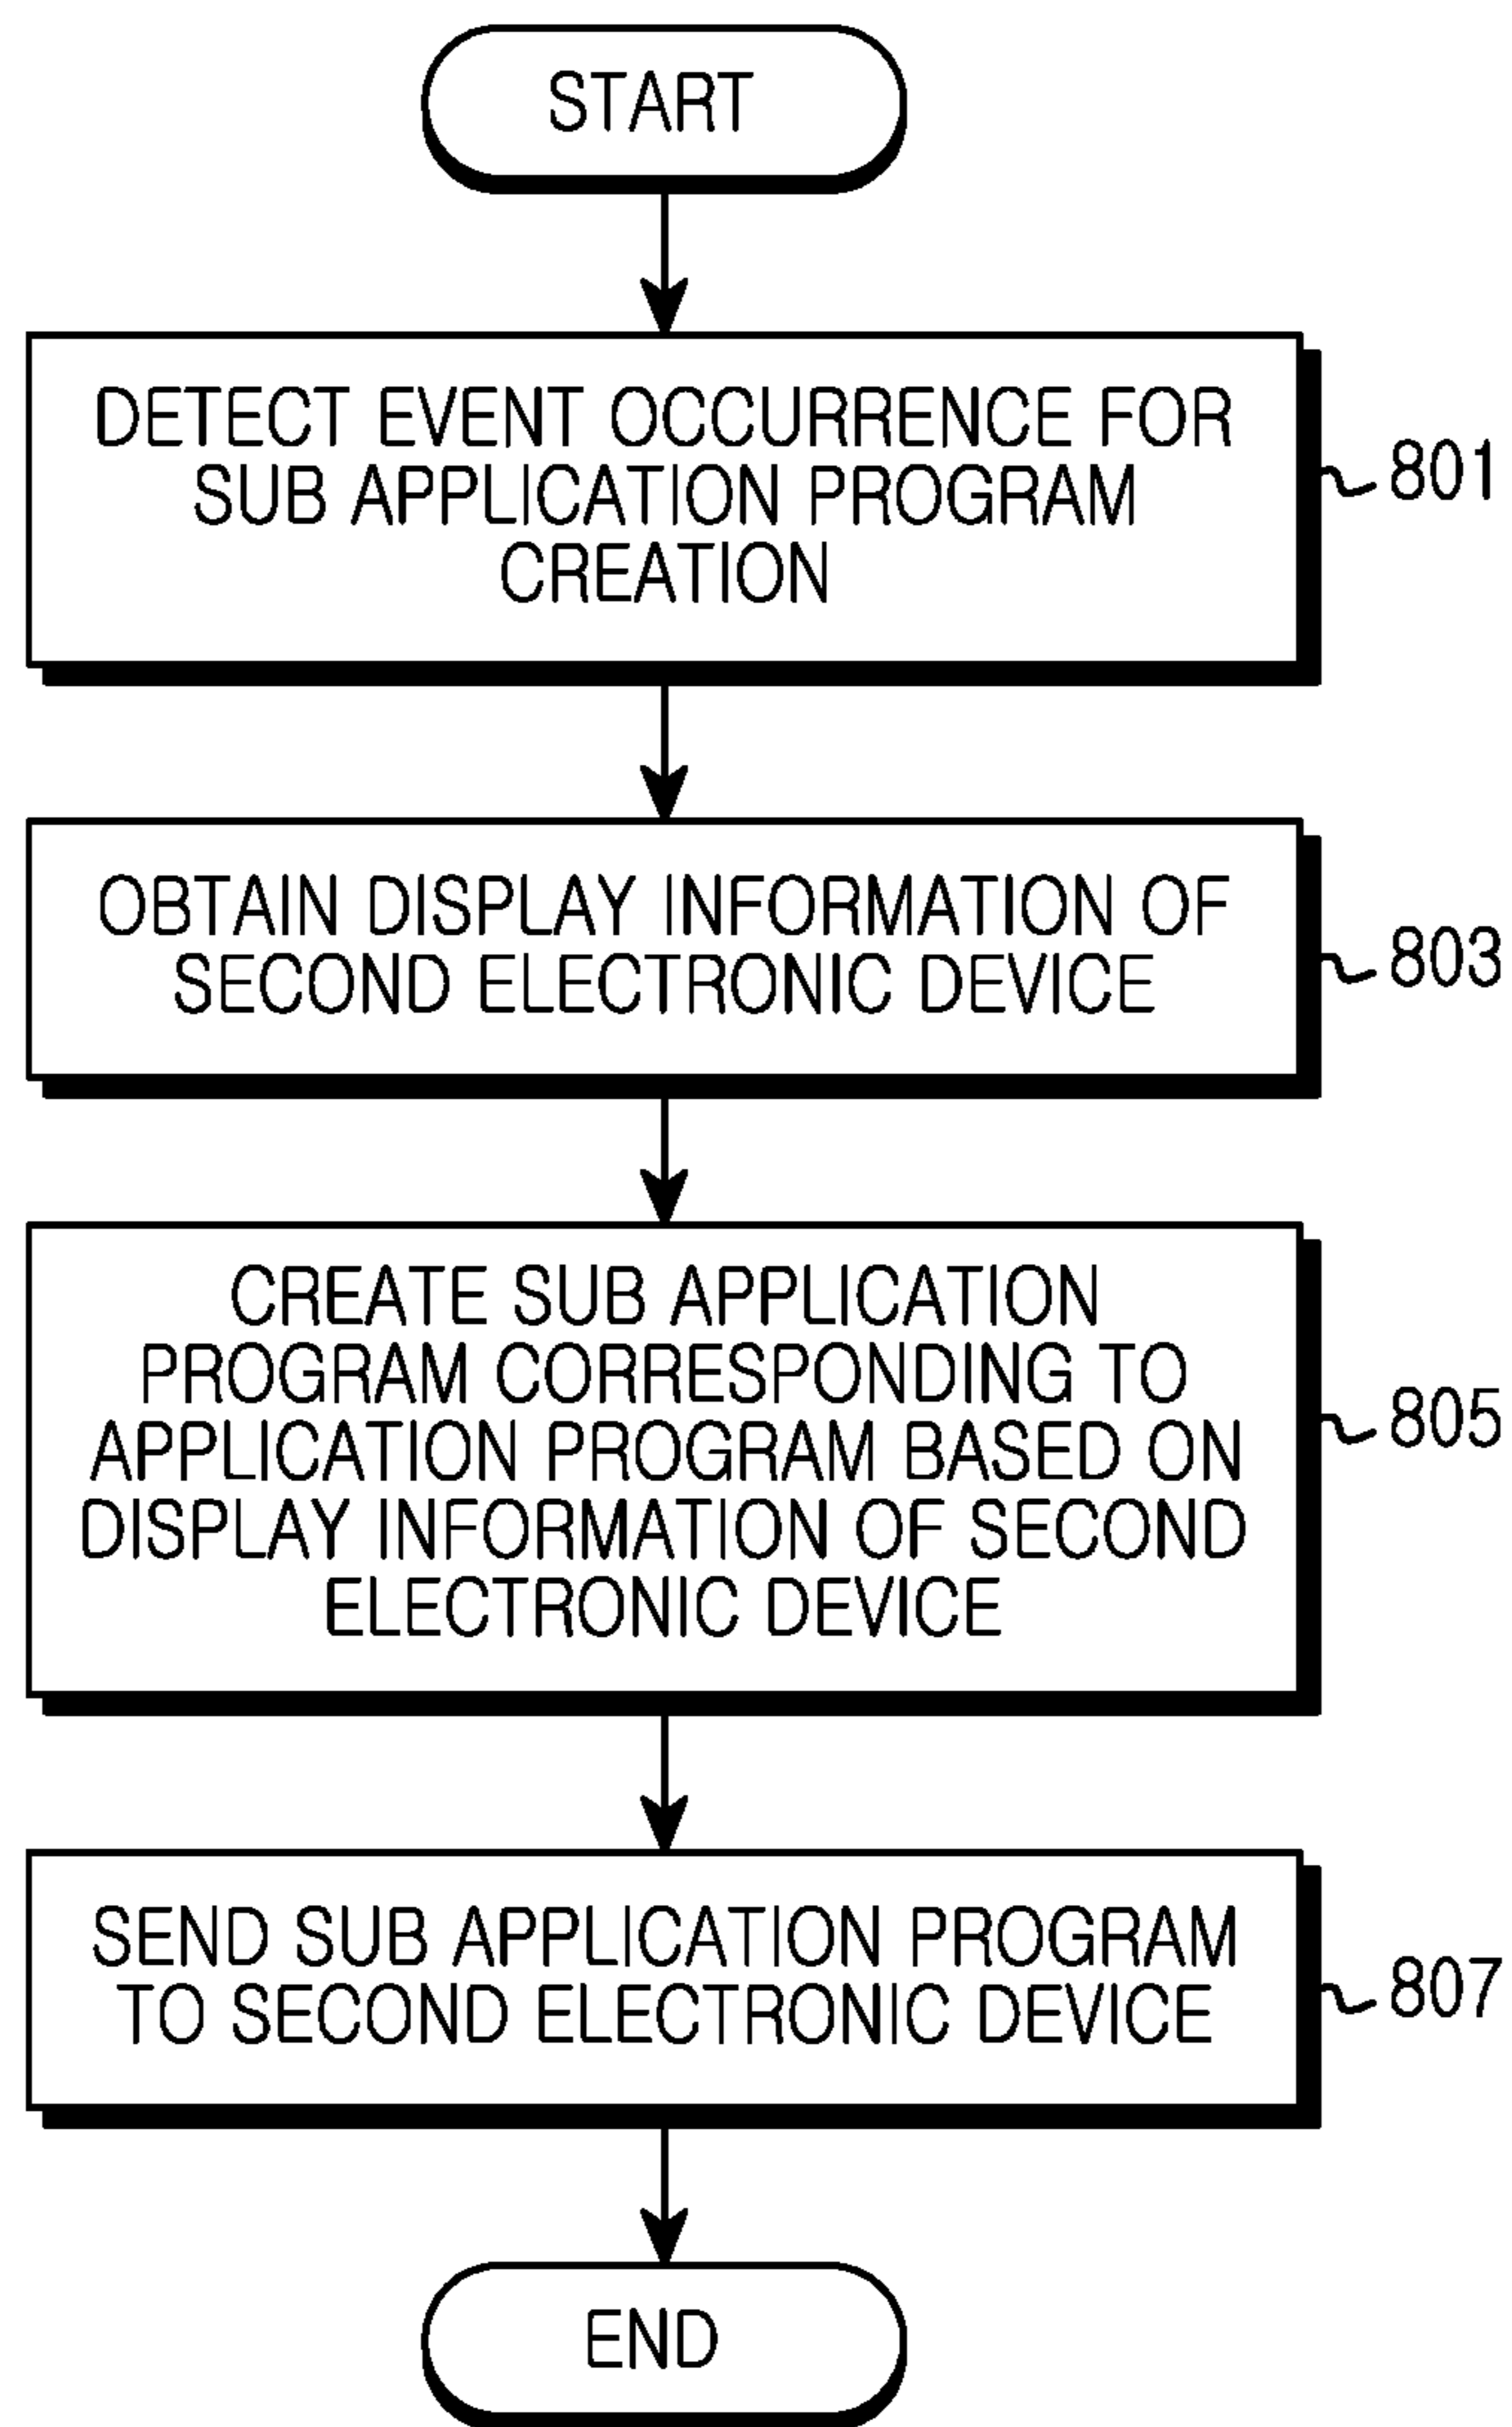 START
DETECT EVENT OCCURRENCE FOR
SUB APPLICATION PROGRAM
CREATION
801
OBTAIN DISPLAY INFORMATION OF
SECOND ELECTRONIC DEVICE
803
CREATE SUB APPLICATION
PROGRAM CORRESPONDING TO
APPLICATION PROGRAM BASED ON
DISPLAY INFORMATION OF SECOND
ELECTRONIC DEVICE
805
SEND SUB APPLICATION PROGRAM
TO SECOND ELECTRONIC DEVICE
807
END